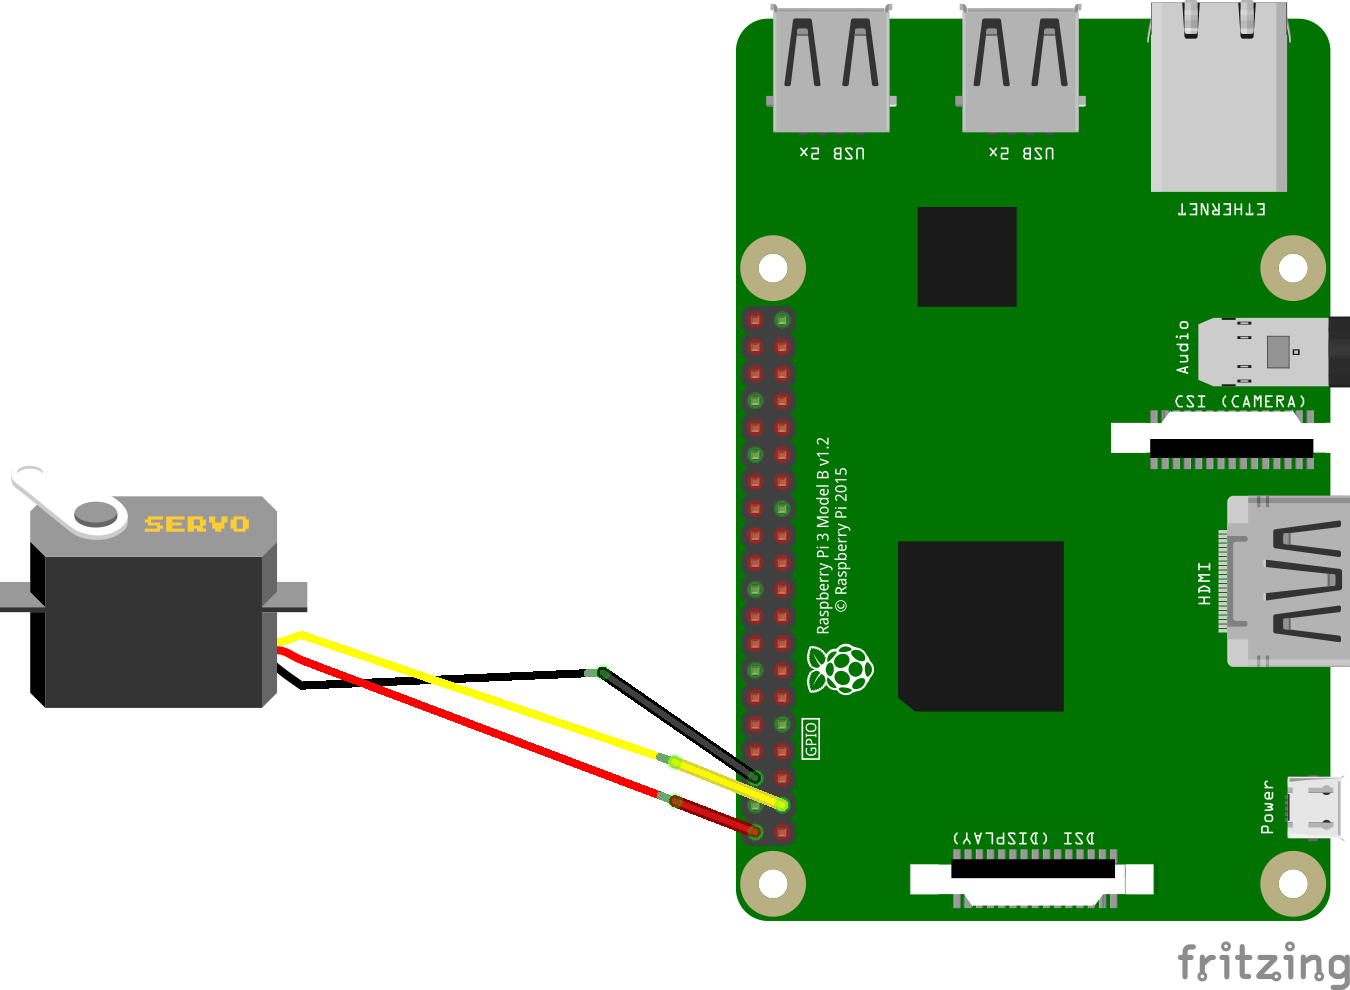 USB 2x
USB 2x
ETHERNET
Audio
CSI (CAMERA)
Raspberry Pi 3 Model B v1.2
© Raspberry Pi 2015
SERVO
HDMI
GPIO
Power
DSI (DISPLAY)
fritzing